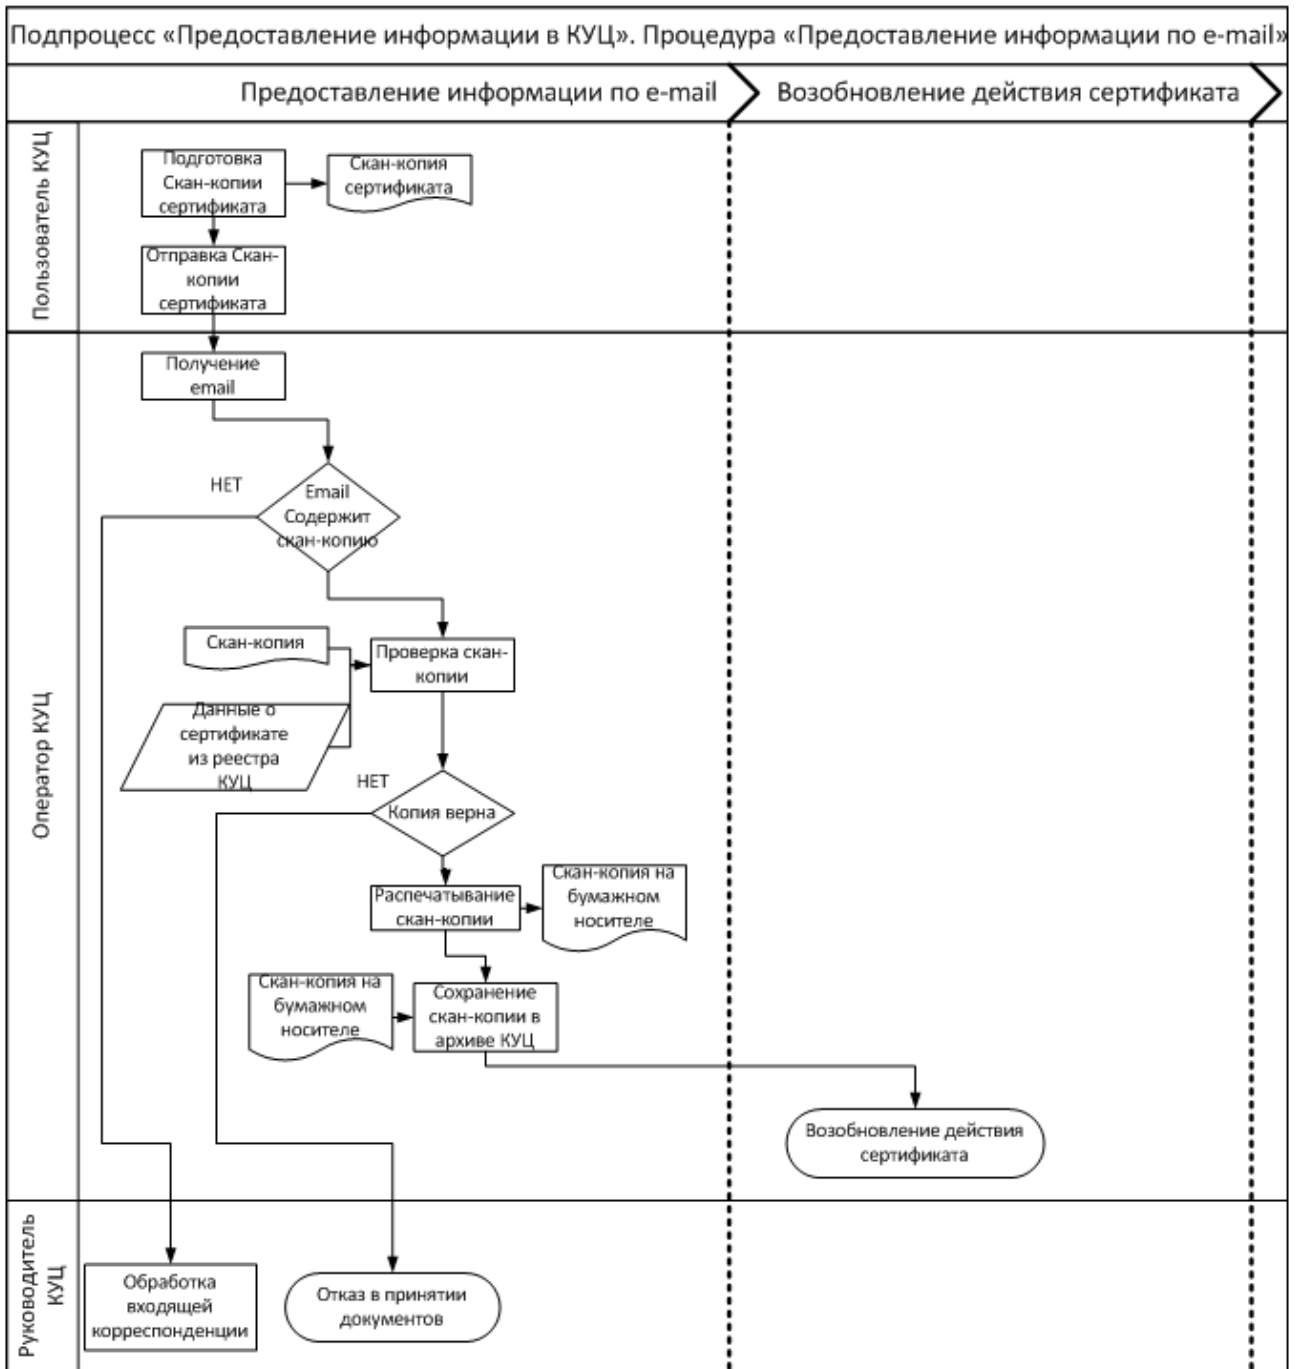 Подпроцесс «Предоставление информации в КУЦ». Процедура «Предоставление информации по e-mail»
Предоставление информации по e-mail
Возобновление действия сертификата
Пользователь КУЦ
Подготовка
Скан-копии
сертификата
Скан-копия
сертификата
Отправка Скан-
копии
сертификата
Оператор КУЦ
Получение
email
НЕТ
Email
Содержит
скан-копию
Скан-копия
Проверка скан-
копии
Данные о
сертификате
из реестра
КУЦ
НЕТ
Копия верна
Распечатывание
скан-копии
Скан-копия на
бумажном
носителе
Скан-копия на
бумажном
носителе
Сохранение
скан-копии в
архиве КУЦ
Возобновление действия
сертификата
Руководитель
КУЦ
Обработка
входящей
корреспонденции
Отказ в принятии
документов